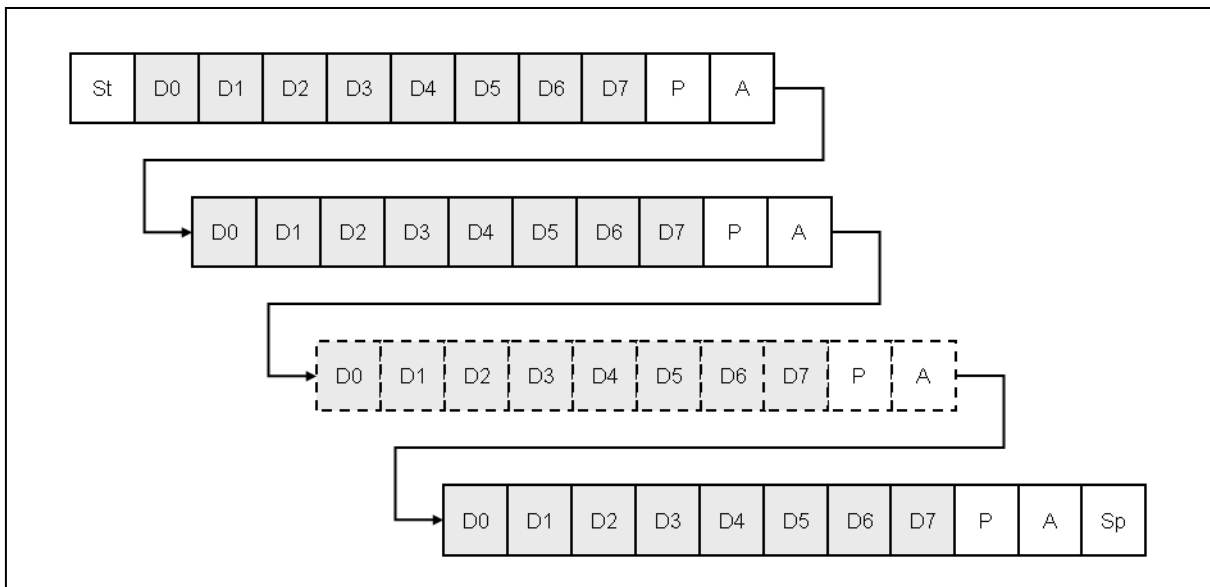 St D0 D1 D2 D3 D4 D5 D6 D7 P A
D0 D1 D2 D3 D4 D5 D6 D7 P A
D0 D1 D2 D3 D4 D5 D6 D7 P A
D0 D1 D2 D3 D4 D5 D6 D7 P A Sp